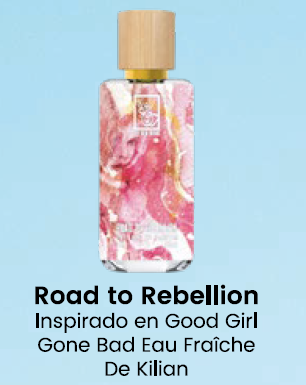 Road to Rebellion
Inspirado en Good Girl
Gone Bad Eau Fraîche
De Kilian